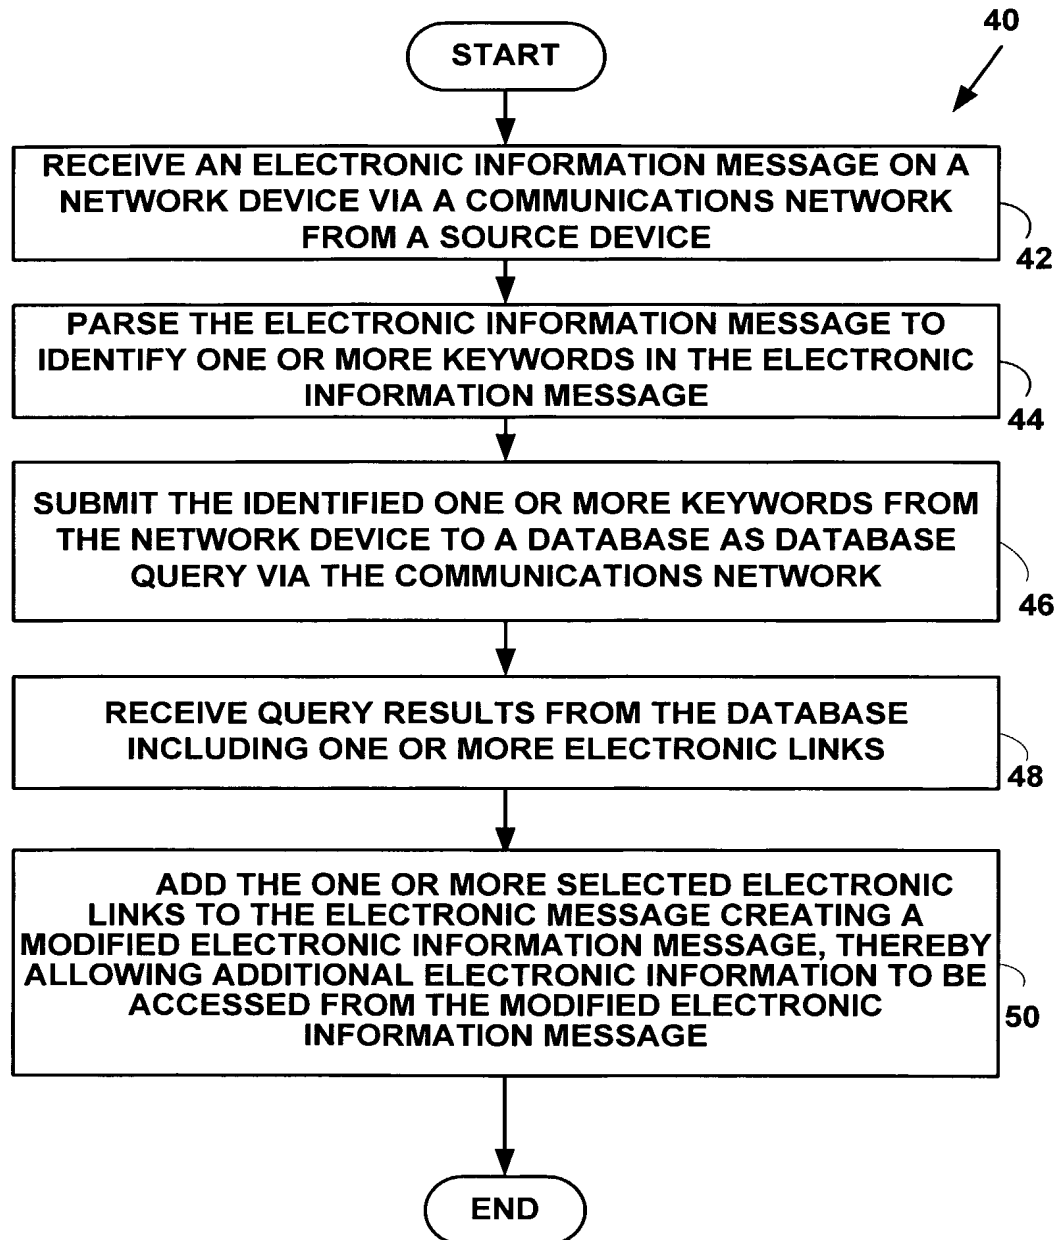 40
START
RECEIVE AN ELECTRONIC INFORMATION MESSAGE ON A
NETWORK DEVICE VIA A COMMUNICATIONS NETWORK
FROM A SOURCE DEVICE
42
PARSE THE ELECTRONIC INFORMATION MESSAGE TO
IDENTIFY ONE OR MORE KEYWORDS IN THE ELECTRONIC
INFORMATION MESSAGE
44
SUBMIT THE IDENTIFIED ONE OR MORE KEYWORDS FROM
THE NETWORK DEVICE TO A DATABASE AS DATABASE
QUERY VIA THE COMMUNICATIONS NETWORK
46
RECEIVE QUERY RESULTS FROM THE DATABASE
INCLUDING ONE OR MORE ELECTRONIC LINKS
48
ADD THE ONE OR MORE SELECTED ELECTRONIC
LINKS TO THE ELECTRONIC MESSAGE CREATING A
MODIFIED ELECTRONIC INFORMATION MESSAGE, THEREBY
ALLOWING ADDITIONAL ELECTRONIC INFORMATION TO BE
ACCESSED FROM THE MODIFIED ELECTRONIC
INFORMATION MESSAGE
50
END